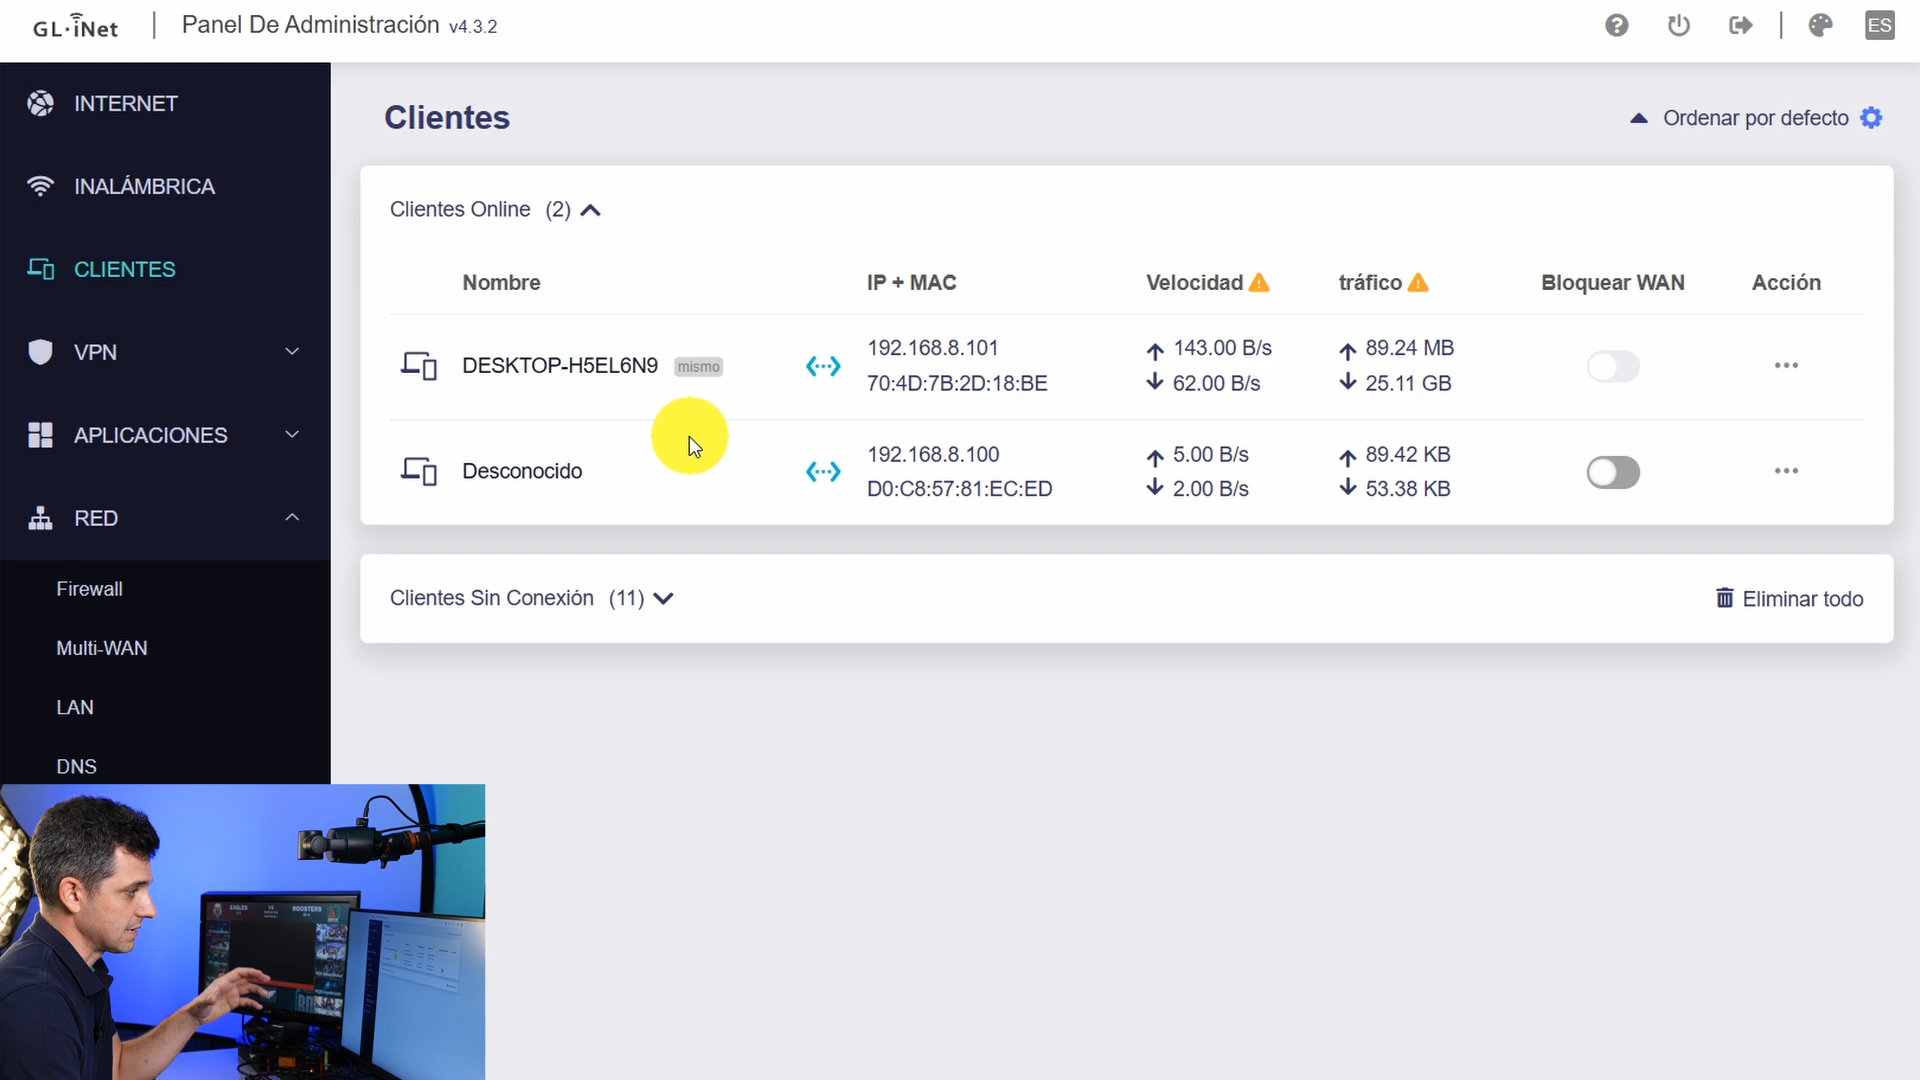 GL·iNet | Panel De Administración v4.3.2
ES
INTERNET
INALÁMBRICA
CLIENTES
VPN
APLICACIONES
RED
Firewall
Multi-WAN
LAN
DNS
Clientes
Ordenar por defecto
Clientes Online (2)
Nombre IP + MAC Velocidad tráfico Bloquear WAN Acción
DESKTOP-H5EL6N9 mismo
192.168.8.101
70:4D:7B:2D:18:BE
143.00 B/s
62.00 B/s
89.24 MB
25.11 GB
Desconocido
192.168.8.100
D0:C8:57:81:EC:ED
5.00 B/s
2.00 B/s
89.42 KB
53.38 KB
Clientes Sin Conexión (11)
Eliminar todo
EAGLES VS ROOSTERS